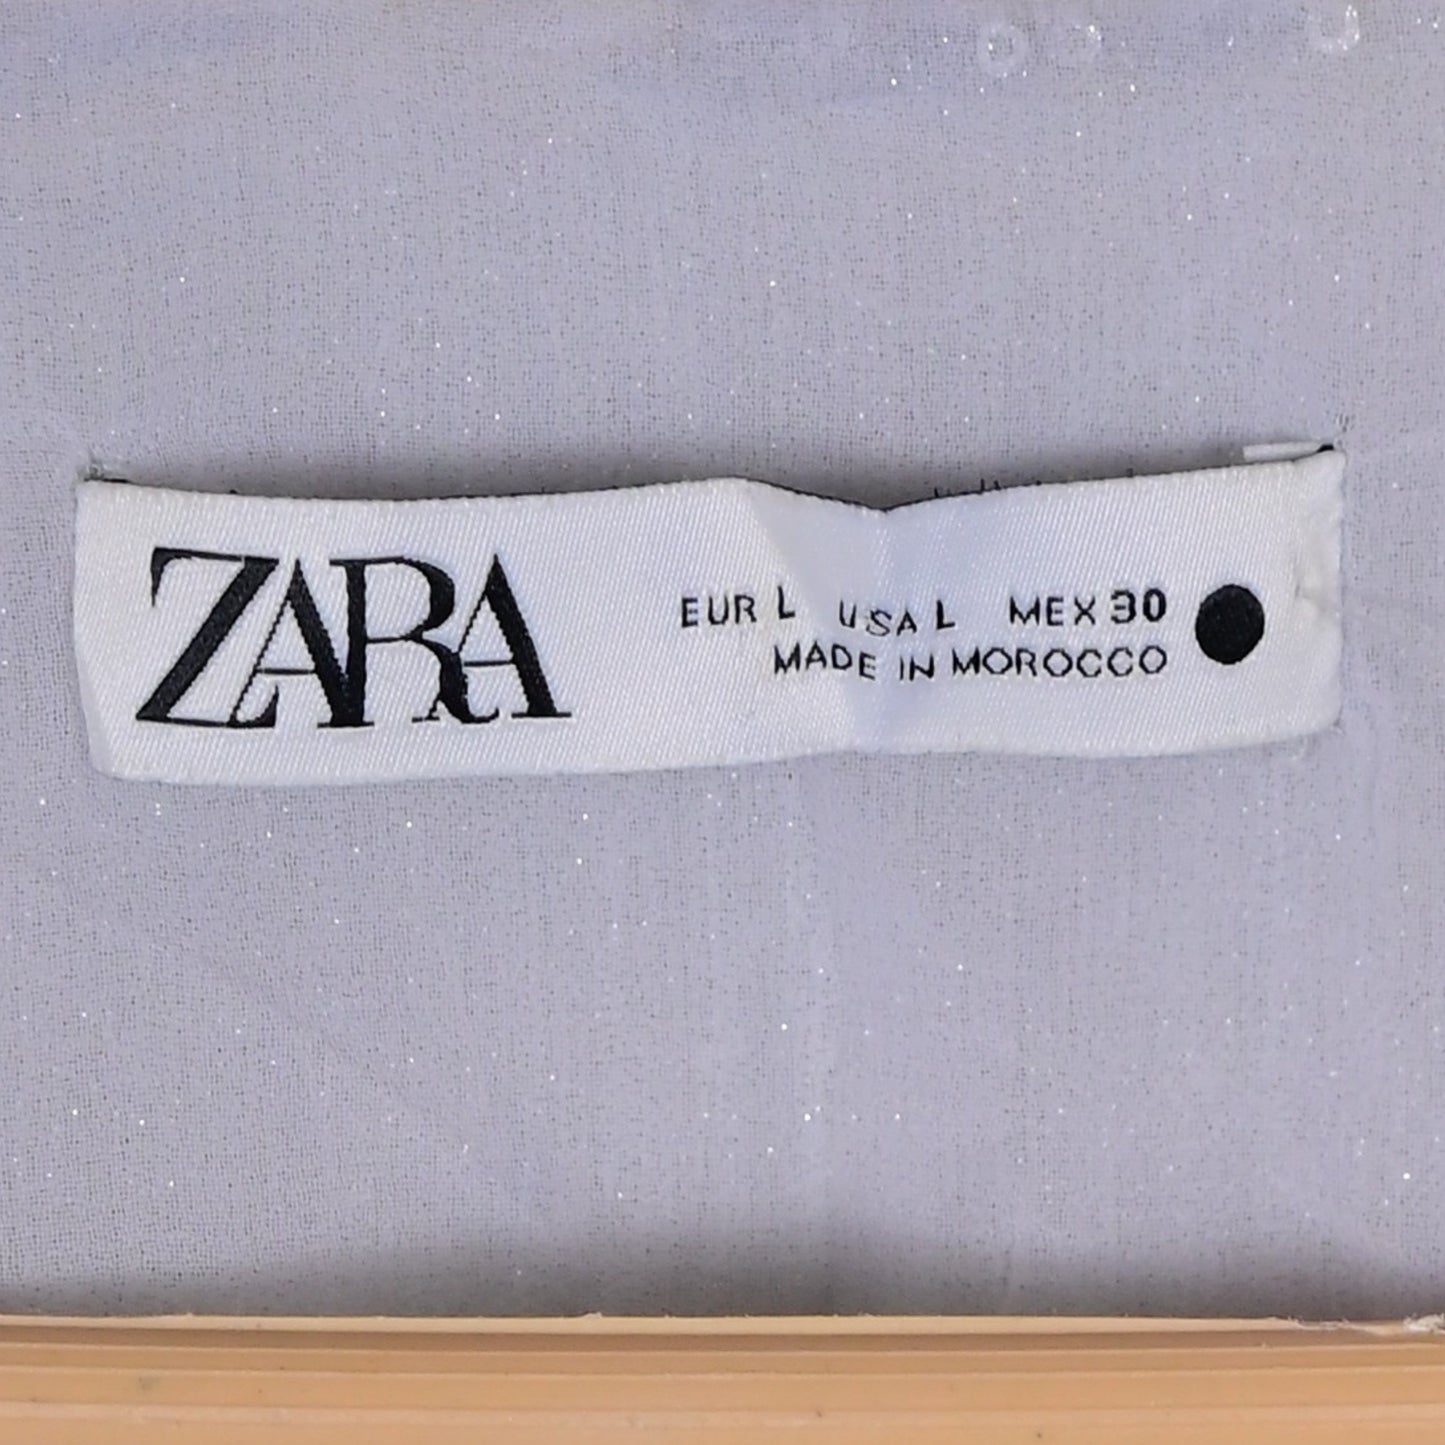 ZARA
EUR L USA L MEX 30
MADE IN MOROCCO